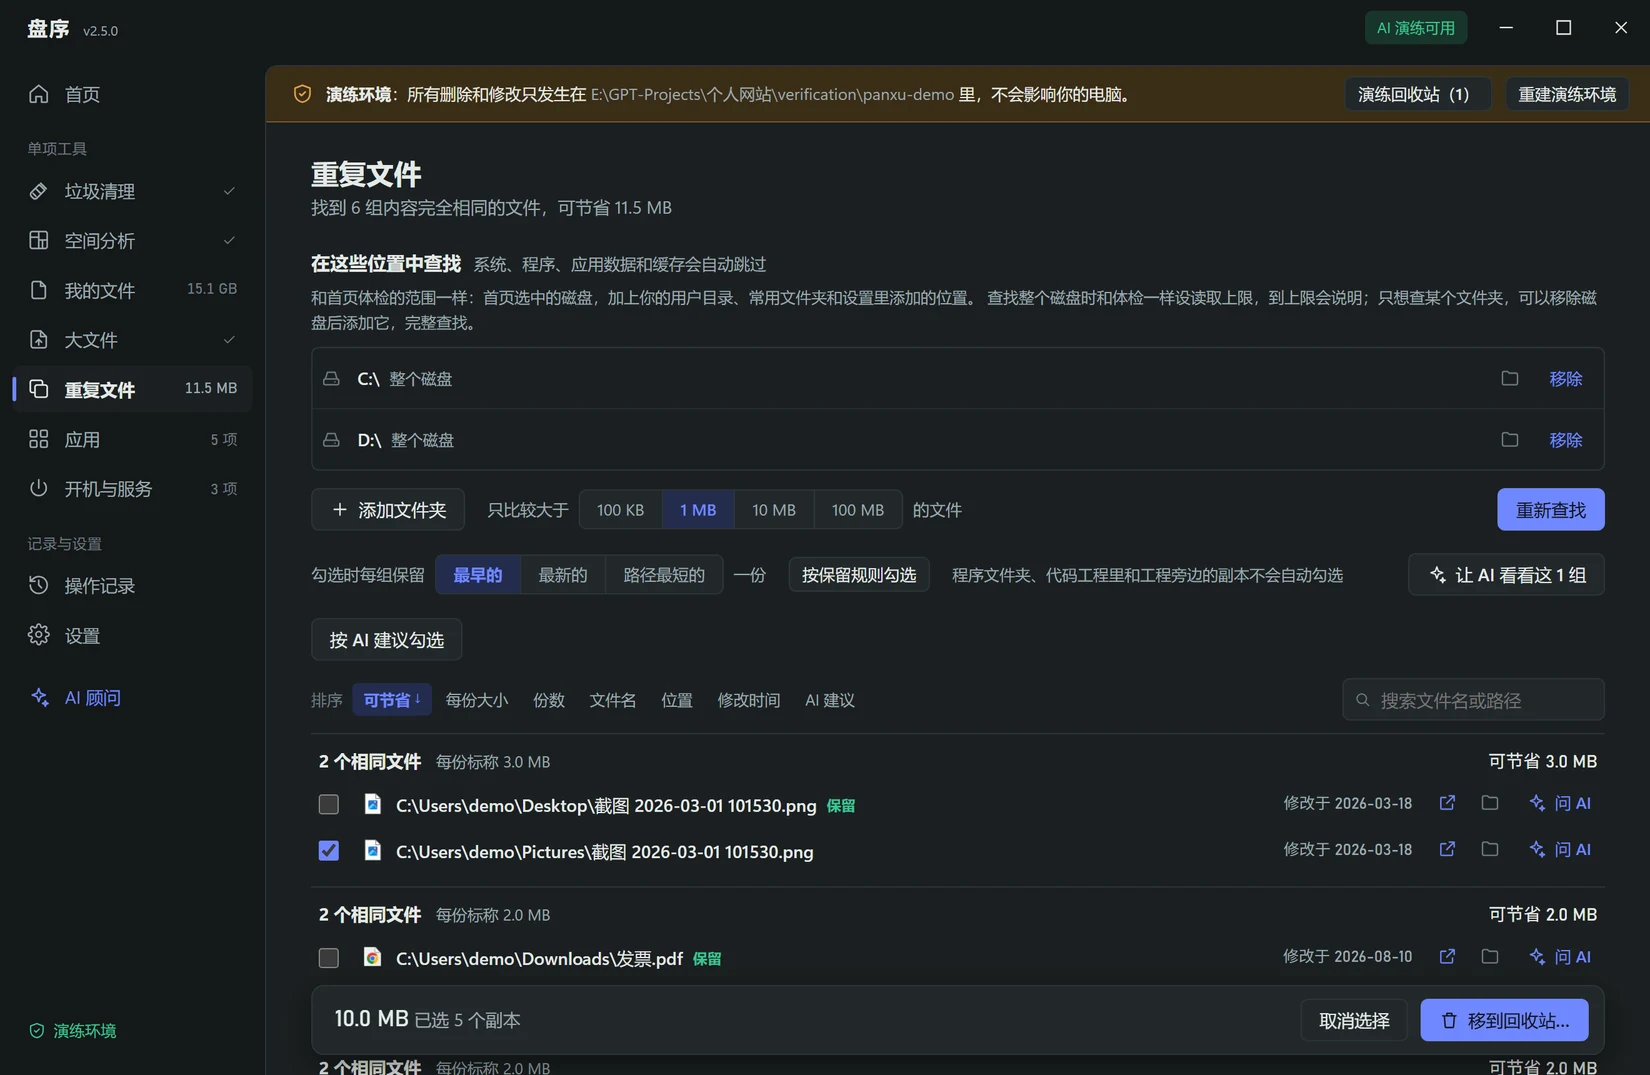 盘序 v2.5.0
AI 演练可用
首页
单项工具
垃圾清理
空间分析
我的文件 15.1 GB
大文件
重复文件 11.5 MB
应用 5 项
开机与服务 3 项
记录与设置
操作记录
设置
AI 顾问
演练环境
演练环境：所有删除和修改只发生在 E:\GPT-Projects\个人网站\verification\panxu-demo 里，不会影响你的电脑。
演练回收站（1）
重建演练环境
重复文件
找到 6 组内容完全相同的文件，可节省 11.5 MB
在这些位置中查找 系统、程序、应用数据和缓存会自动跳过
和首页体检的范围一样：首页选中的磁盘，加上你的用户目录、常用文件夹和设置里添加的位置。 查找整个磁盘时和体检一样设读取上限，到上限会说明；只想查某个文件夹，可以移除磁
盘后添加它，完整查找。
C:\ 整个磁盘 移除
D:\ 整个磁盘 移除
添加文件夹 只比较大于 100 KB 1 MB 10 MB 100 MB 的文件 重新查找
勾选时每组保留 最早的 最新的 路径最短的 一份 按保留规则勾选 程序文件夹、代码工程里和工程旁边的副本不会自动勾选 让 AI 看看这 1 组
按 AI 建议勾选
排序 可节省↓ 每份大小 份数 文件名 位置 修改时间 AI 建议 搜索文件名或路径
2 个相同文件 每份标称 3.0 MB 可节省 3.0 MB
C:\Users\demo\Desktop\截图 2026-03-01 101530.png 保留 修改于 2026-03-18 问 AI
C:\Users\demo\Pictures\截图 2026-03-01 101530.png 修改于 2026-03-18 问 AI
2 个相同文件 每份标称 2.0 MB 可节省 2.0 MB
C:\Users\demo\Downloads\发票.pdf 保留 修改于 2026-08-10 问 AI
10.0 MB 已选 5 个副本 取消选择 移到回收站...
2 个相同文件 每份标称 2.0 MB 可节省 2.0 MB